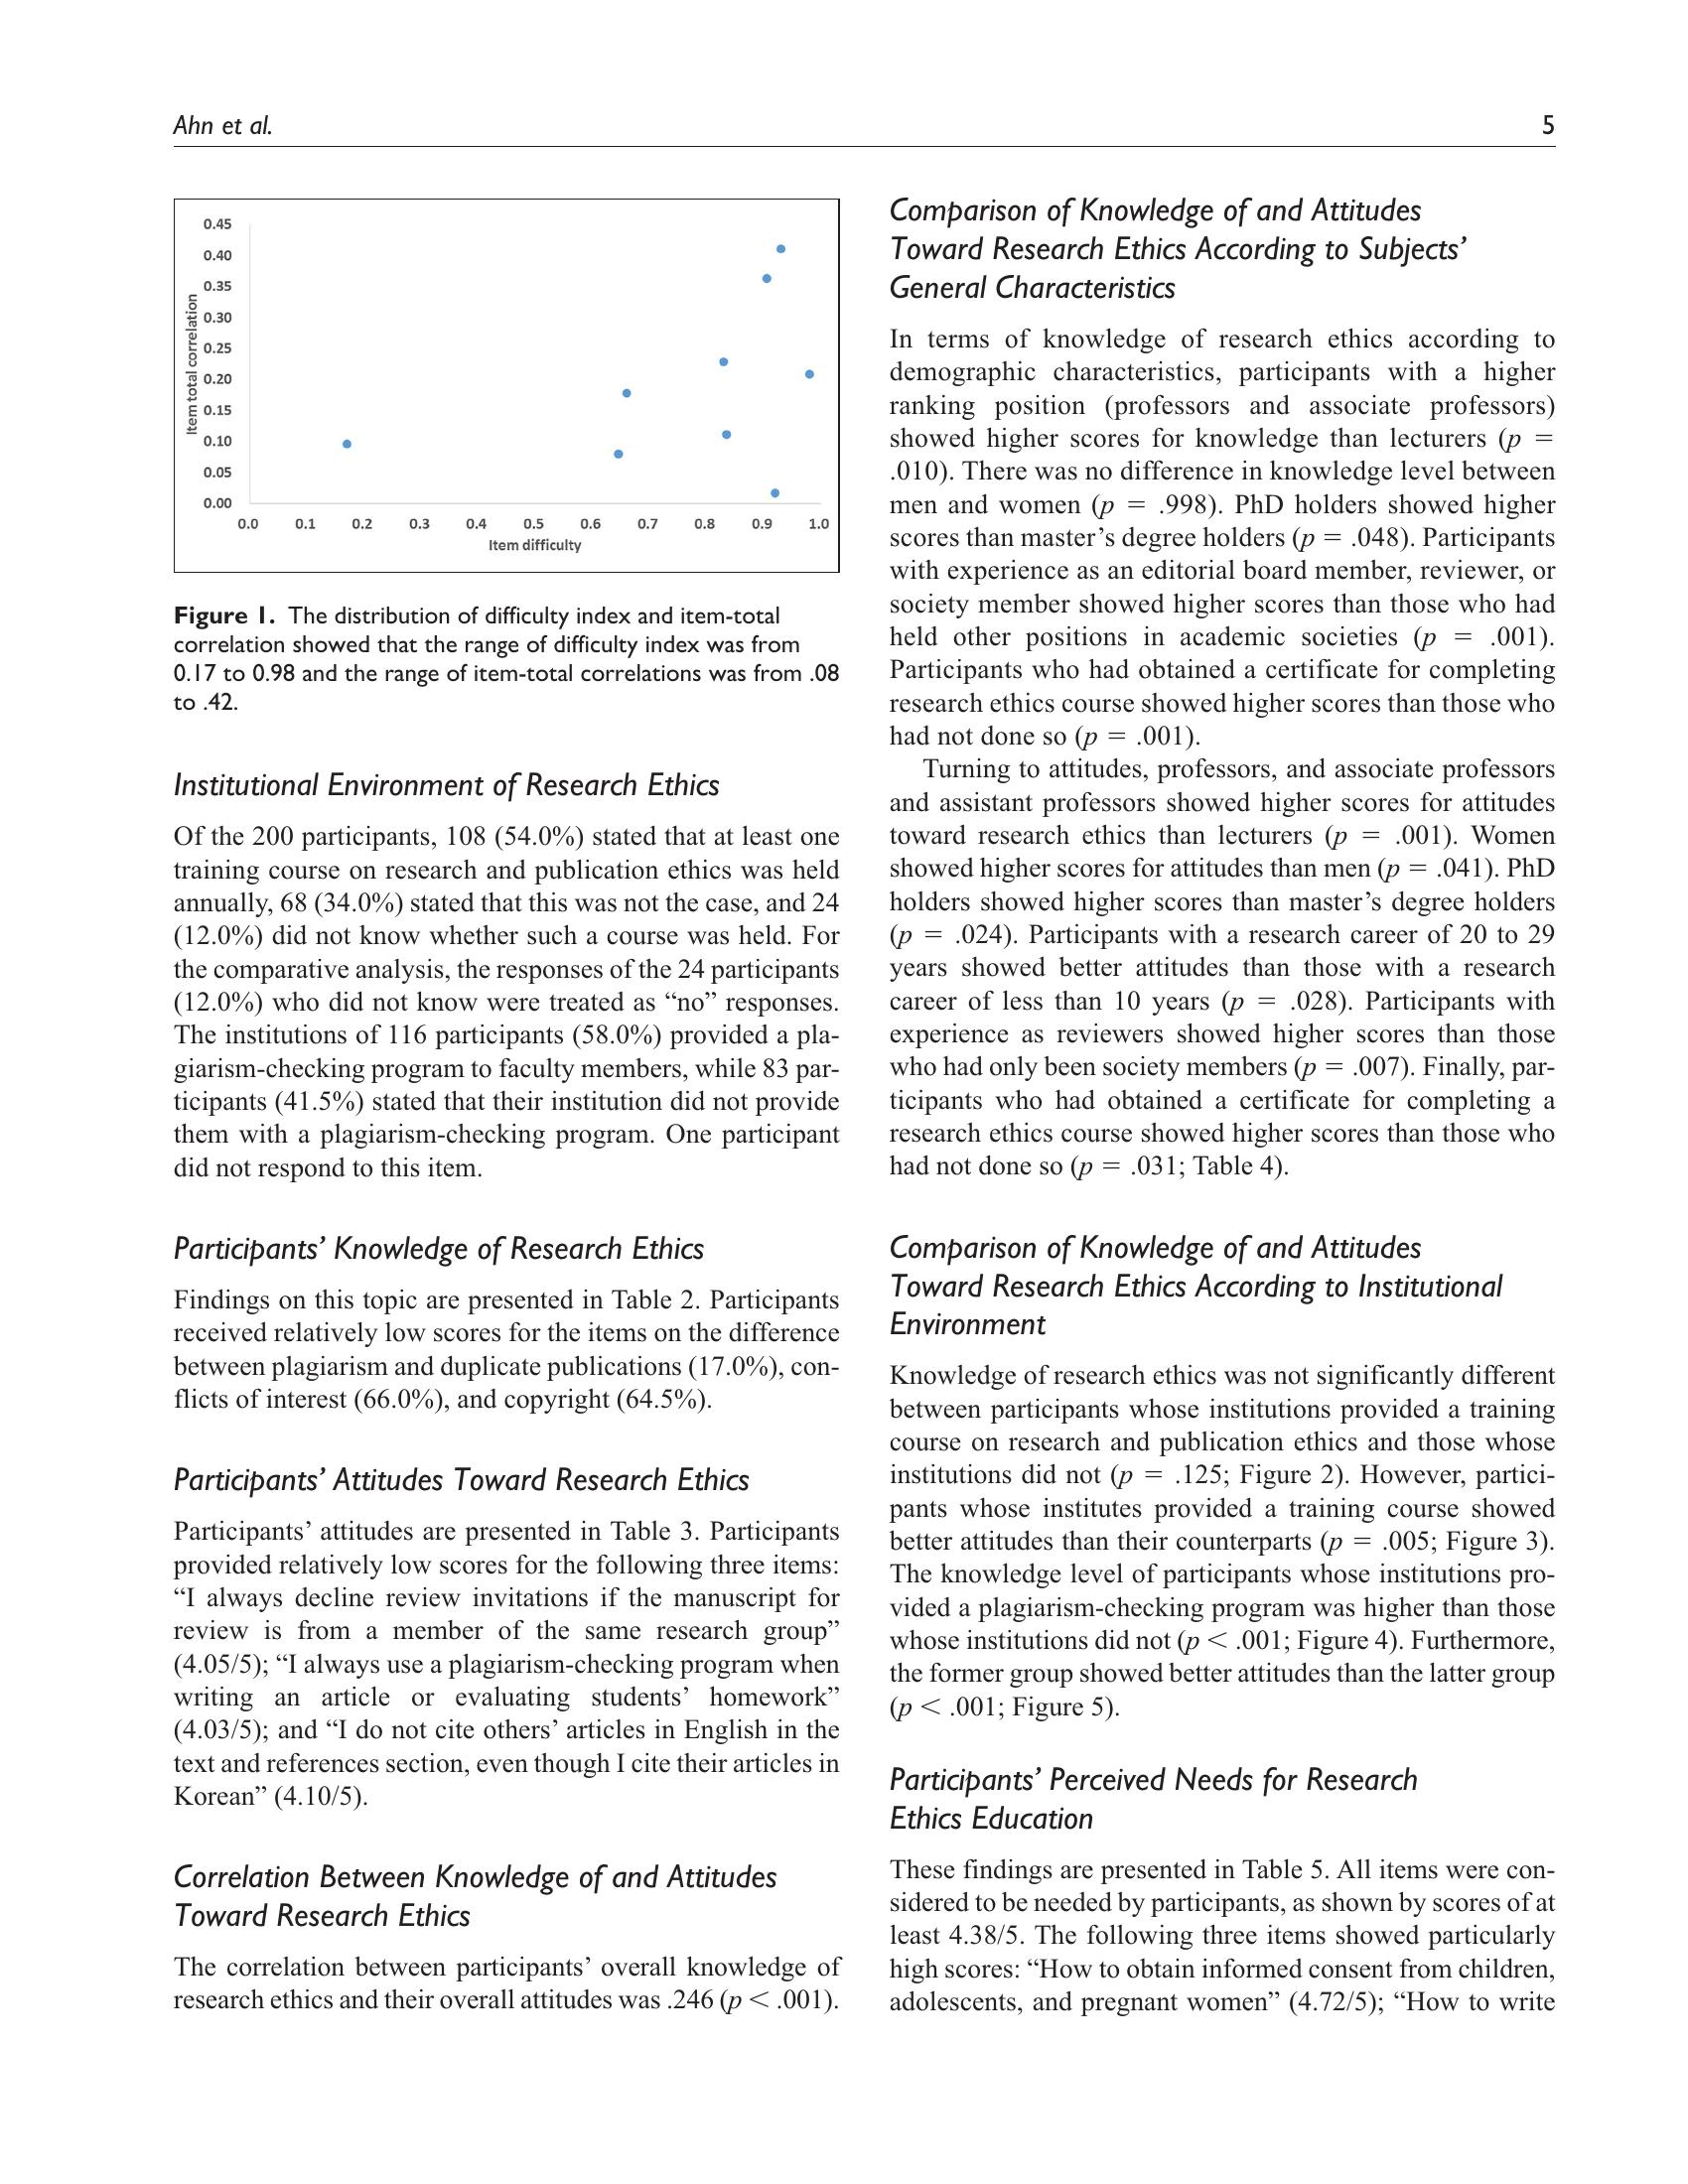 Ahn et al.
5
0.45
0.40
0.35
0.30
0.25
0.20
0.15
0.10
0.05
0.00
Item total correlation
0.0 0.1 0.2 0.3 0.4 0.5 0.6 0.7 0.8 0.9 1.0
Item difficulty
Figure 1. The distribution of difficulty index and item-total
correlation showed that the range of difficulty index was from
0.17 to 0.98 and the range of item-total correlations was from .08
to .42.
Institutional Environment of Research Ethics
Of the 200 participants, 108 (54.0%) stated that at least one
training course on research and publication ethics was held
annually, 68 (34.0%) stated that this was not the case, and 24
(12.0%) did not know whether such a course was held. For
the comparative analysis, the responses of the 24 participants
(12.0%) who did not know were treated as “no” responses.
The institutions of 116 participants (58.0%) provided a pla-
giarism-checking program to faculty members, while 83 par-
ticipants (41.5%) stated that their institution did not provide
them with a plagiarism-checking program. One participant
did not respond to this item.
Participants’ Knowledge of Research Ethics
Findings on this topic are presented in Table 2. Participants
received relatively low scores for the items on the difference
between plagiarism and duplicate publications (17.0%), con-
flicts of interest (66.0%), and copyright (64.5%).
Participants’ Attitudes Toward Research Ethics
Participants’ attitudes are presented in Table 3. Participants
provided relatively low scores for the following three items:
“I always decline review invitations if the manuscript for
review is from a member of the same research group”
(4.05/5); “I always use a plagiarism-checking program when
writing an article or evaluating students’ homework”
(4.03/5); and “I do not cite others’ articles in English in the
text and references section, even though I cite their articles in
Korean” (4.10/5).
Correlation Between Knowledge of and Attitudes
Toward Research Ethics
The correlation between participants’ overall knowledge of
research ethics and their overall attitudes was .246 (p < .001).
Comparison of Knowledge of and Attitudes
Toward Research Ethics According to Subjects’
General Characteristics
In terms of knowledge of research ethics according to
demographic characteristics, participants with a higher
ranking position (professors and associate professors)
showed higher scores for knowledge than lecturers (p =
.010). There was no difference in knowledge level between
men and women (p = .998). PhD holders showed higher
scores than master’s degree holders (p = .048). Participants
with experience as an editorial board member, reviewer, or
society member showed higher scores than those who had
held other positions in academic societies (p = .001).
Participants who had obtained a certificate for completing
research ethics course showed higher scores than those who
had not done so (p = .001).
Turning to attitudes, professors, and associate professors
and assistant professors showed higher scores for attitudes
toward research ethics than lecturers (p = .001). Women
showed higher scores for attitudes than men (p = .041). PhD
holders showed higher scores than master’s degree holders
(p = .024). Participants with a research career of 20 to 29
years showed better attitudes than those with a research
career of less than 10 years (p = .028). Participants with
experience as reviewers showed higher scores than those
who had only been society members (p = .007). Finally, par-
ticipants who had obtained a certificate for completing a
research ethics course showed higher scores than those who
had not done so (p = .031; Table 4).
Comparison of Knowledge of and Attitudes
Toward Research Ethics According to Institutional
Environment
Knowledge of research ethics was not significantly different
between participants whose institutions provided a training
course on research and publication ethics and those whose
institutions did not (p = .125; Figure 2). However, partici-
pants whose institutes provided a training course showed
better attitudes than their counterparts (p = .005; Figure 3).
The knowledge level of participants whose institutions pro-
vided a plagiarism-checking program was higher than those
whose institutions did not (p < .001; Figure 4). Furthermore,
the former group showed better attitudes than the latter group
(p < .001; Figure 5).
Participants’ Perceived Needs for Research
Ethics Education
These findings are presented in Table 5. All items were con-
sidered to be needed by participants, as shown by scores of at
least 4.38/5. The following three items showed particularly
high scores: “How to obtain informed consent from children,
adolescents, and pregnant women” (4.72/5); “How to write